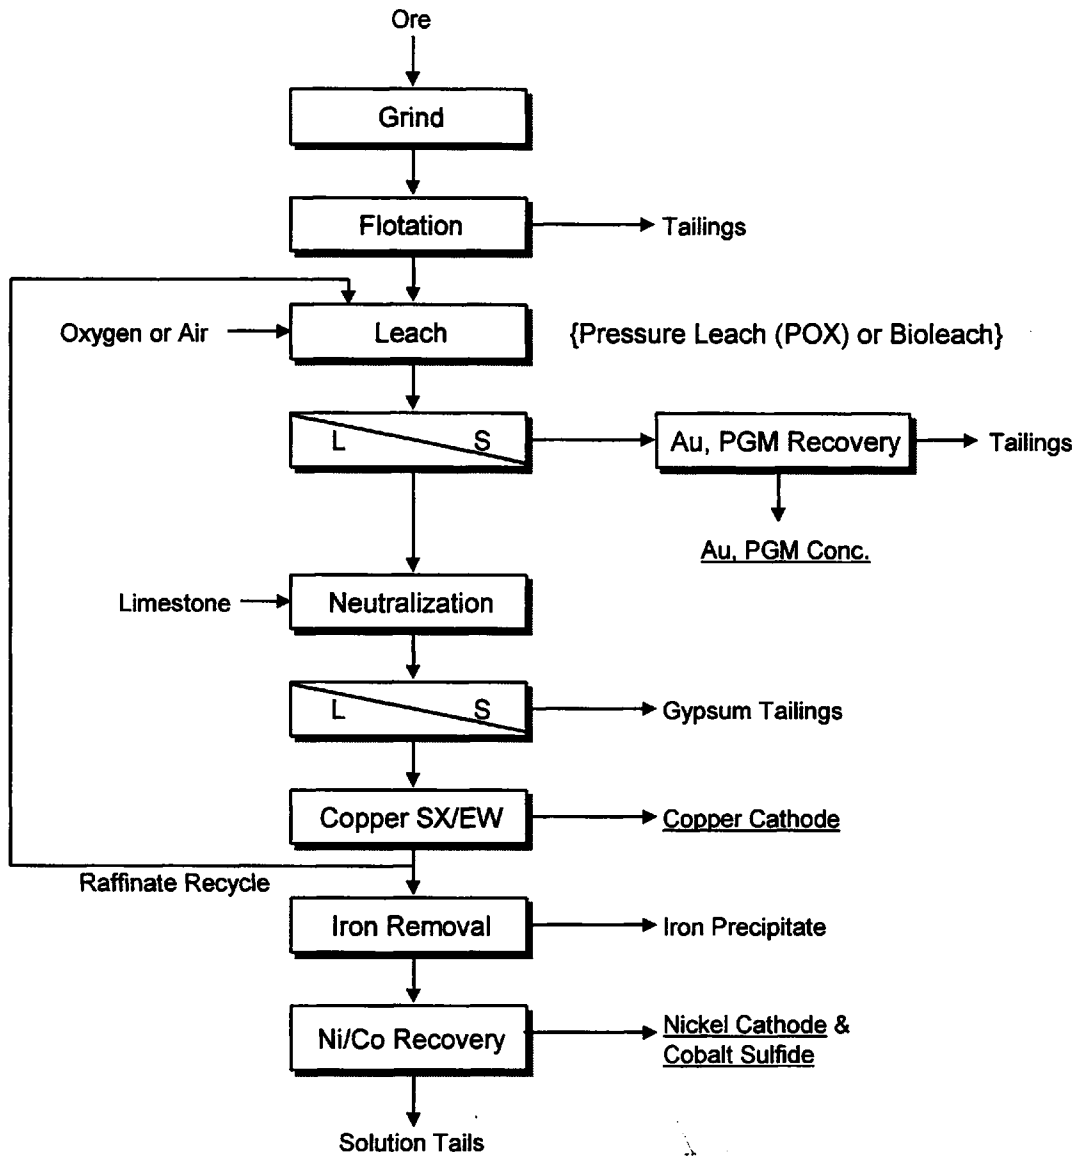 Ore
Grind
Flotation
Tailings
Oxygen or Air
Leach
{Pressure Leach (POX) or Bioleach}
L S
Au, PGM Recovery
Tailings
Au, PGM Conc.
Limestone
Neutralization
L S
Gypsum Tailings
Copper SX/EW
Copper Cathode
Raffinate Recycle
Iron Removal
Iron Precipitate
Ni/Co Recovery
Nickel Cathode &
Cobalt Sulfide
Solution Tails